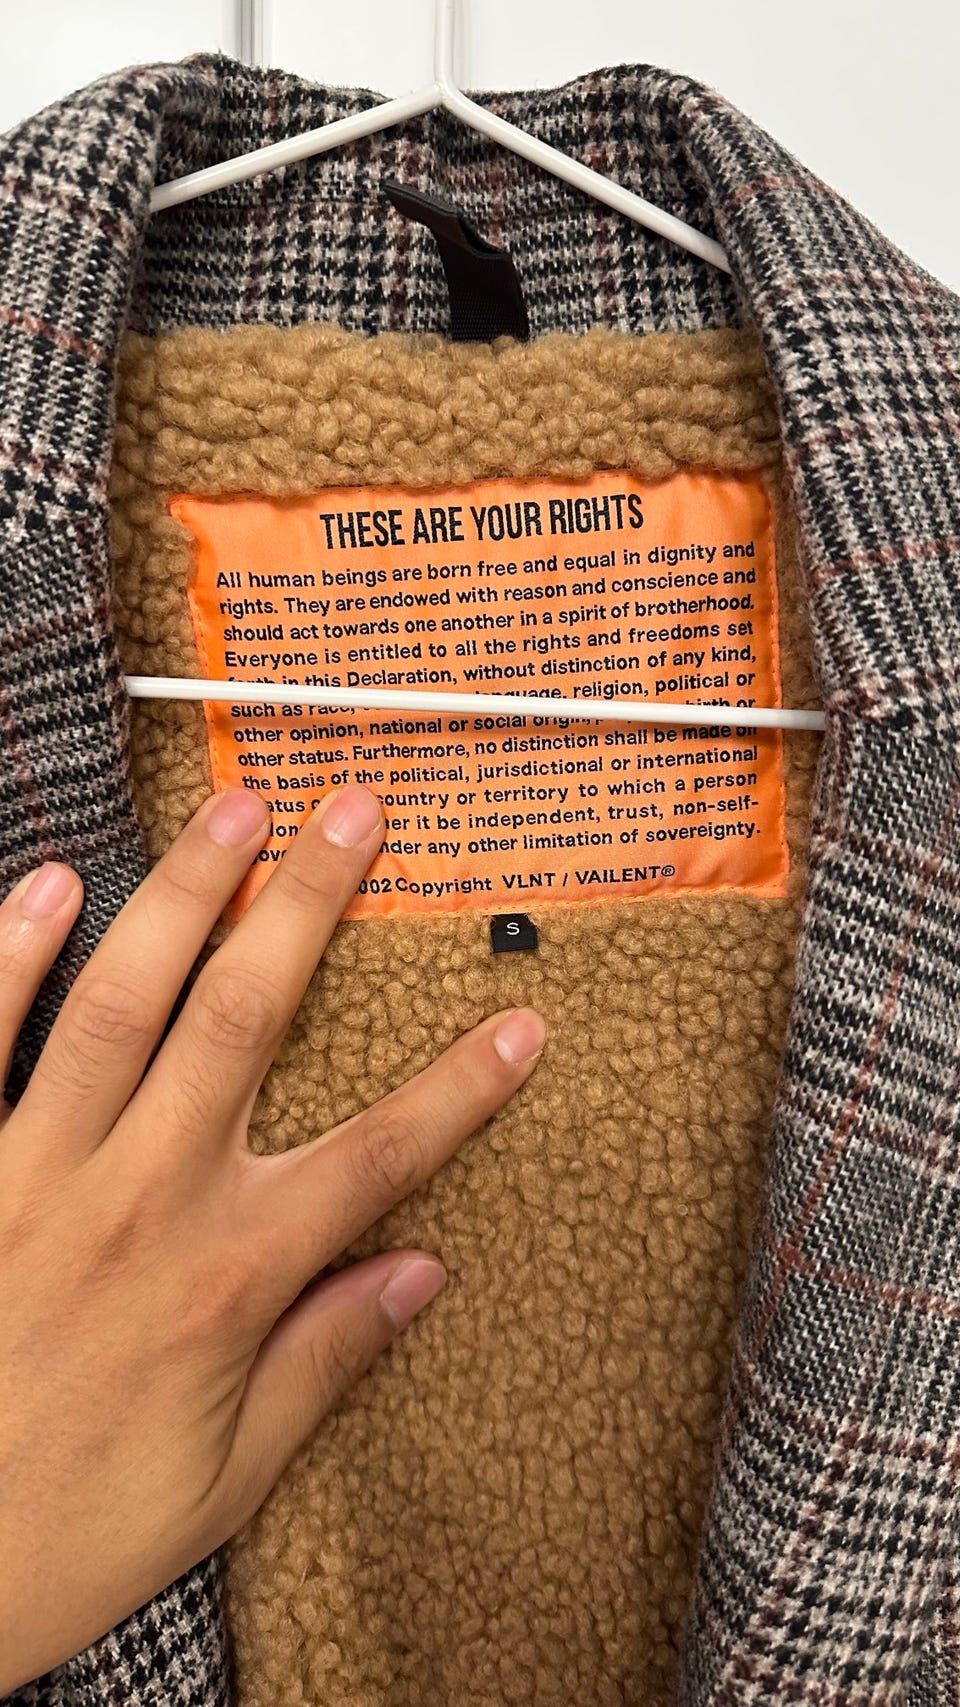 THESE ARE YOUR RIGHTS
All human beings are born free and equal in dignity and
rights. They are endowed with reason and conscience and
should act towards one another in a spirit of brotherhood.
Everyone is entitled to all the rights and freedoms set
in this Declaration, without distinction of any kind,
such as race, religion, political or
other opinion, national or social origin, birth or
other status. Furthermore, no distinction shall be made on
the basis of the political, jurisdictional or international
country or territory to which a person
it be independent, trust, non-self-
any other limitation of sovereignty.
Copyright VLNT / VAILENT®
S